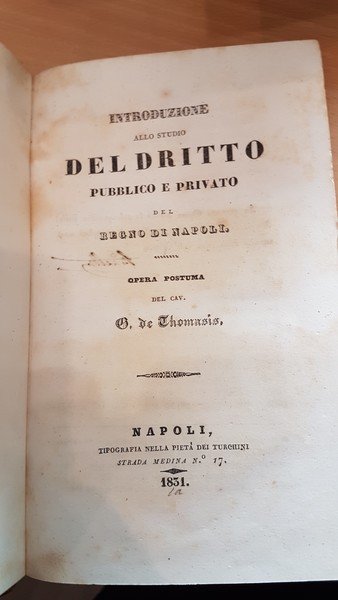 INTRODUZIONE
ALLO STUDIO
DEL DRITTO
PUBBLICO E PRIVATO
DEL
REGNO DI NAPOLI.
OPERA POSTUMA
DEL CAV.
G. de Thomasis.
NAPOLI,
TIPOGRAFIA NELLA PIETÀ DEI TURCHINI
STRADA MEDINA N.º 17.
1831.